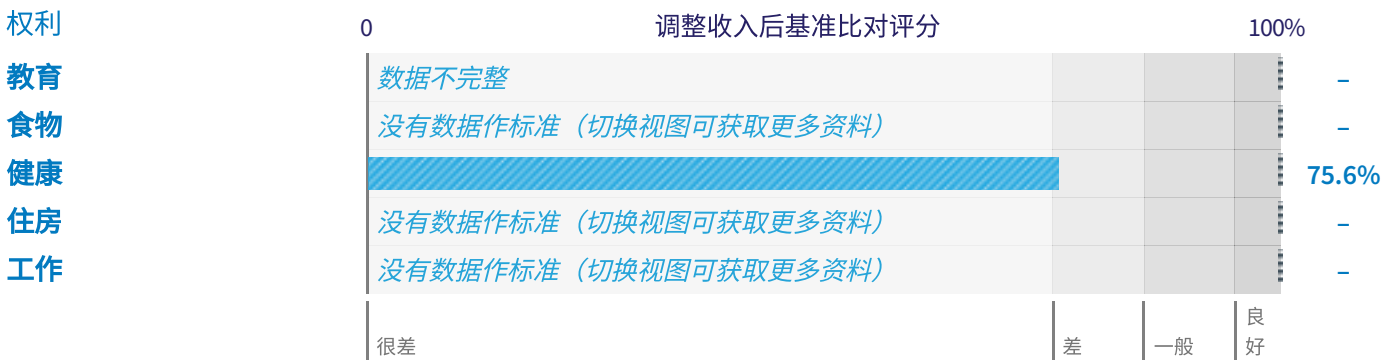 权利 0 调整收入后基准比对评分 100%
教育 数据不完整 –
食物 没有数据作标准（切换视图可获取更多资料） –
健康 75.6%
住房 没有数据作标准（切换视图可获取更多资料） –
工作 没有数据作标准（切换视图可获取更多资料） –
很差 差 一般 良好